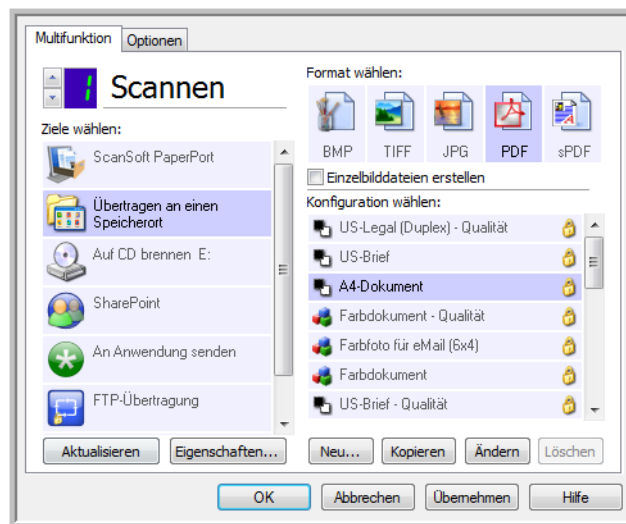 Multifunktion
Optionen
1
Scannen
Ziele wählen:
ScanSoft PaperPort
Übertragen an einen
Speicherort
Auf CD brennen E:
SharePoint
An Anwendung senden
FTP-Übertragung
Aktualisieren
Eigenschaften...
Format wählen:
BMP
TIFF
JPG
PDF
sPDF
Einzelbilddateien erstellen
Konfiguration wählen:
US-Legal (Duplex) - Qualität
US-Brief
A4-Dokument
Farbdokument - Qualität
Farbfoto für eMail (6x4)
Farbdokument
US-Brief - Qualität
Neu...
Kopieren
Ändern
Löschen
OK
Abbrechen
Übernehmen
Hilfe